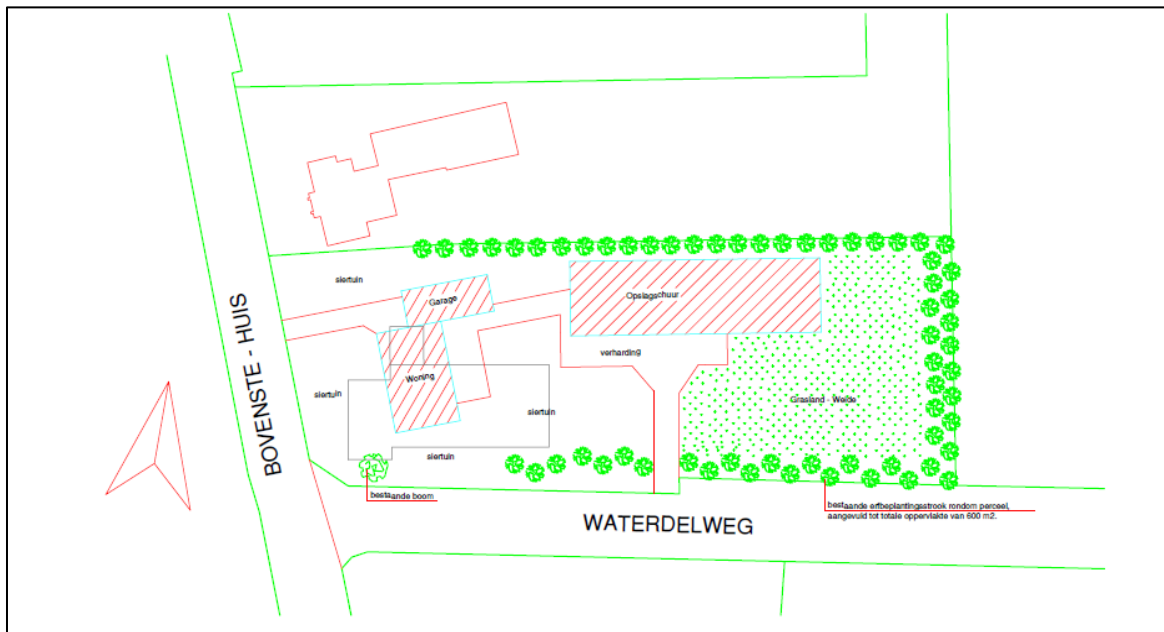 siertuin
Garage
Opslagschuur
verharding
Woning
siertuin
siertuin
Grasland - Weide
siertuin
BOVENSTE - HUIS
bestaande boom
WATERDELWEG
bestaande erfbeplantingsstrook rondom perceel,
aangevuld tot totale oppervlakte van 600 m2.